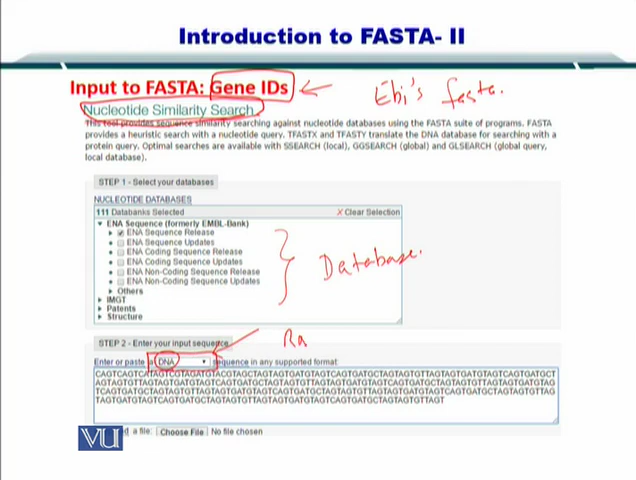 Introduction to FASTA- II
Input to FASTA: Gene IDs
Ebi's fasta.
Nucleotide Similarity Search
This tool provides sequence similarity searching against nucleotide databases using the FASTA suite of programs. FASTA
provides a heuristic search with a nucleotide query. TFASTX and TFASTY translate the DNA database for searching with a
protein query. Optimal searches are available with SSEARCH (local), GGSEARCH (global) and GLSEARCH (global query,
local database).
STEP 1 - Select your databases
NUCLEOTIDE DATABASES
111 Databanks Selected
X Clear Selection
ENA Sequence (formerly EMBL-Bank)
ENA Sequence Release
ENA Sequence Updates
ENA Coding Sequence Release
ENA Coding Sequence Updates
ENA Non-Coding Sequence Release
ENA Non-Coding Sequence Updates
Others
IMGT
Patents
Structure
Database.
STEP 2 - Enter your input sequence
Ra
Enter or paste a DNA sequence in any supported format:
VU
a file: Choose File No file chosen